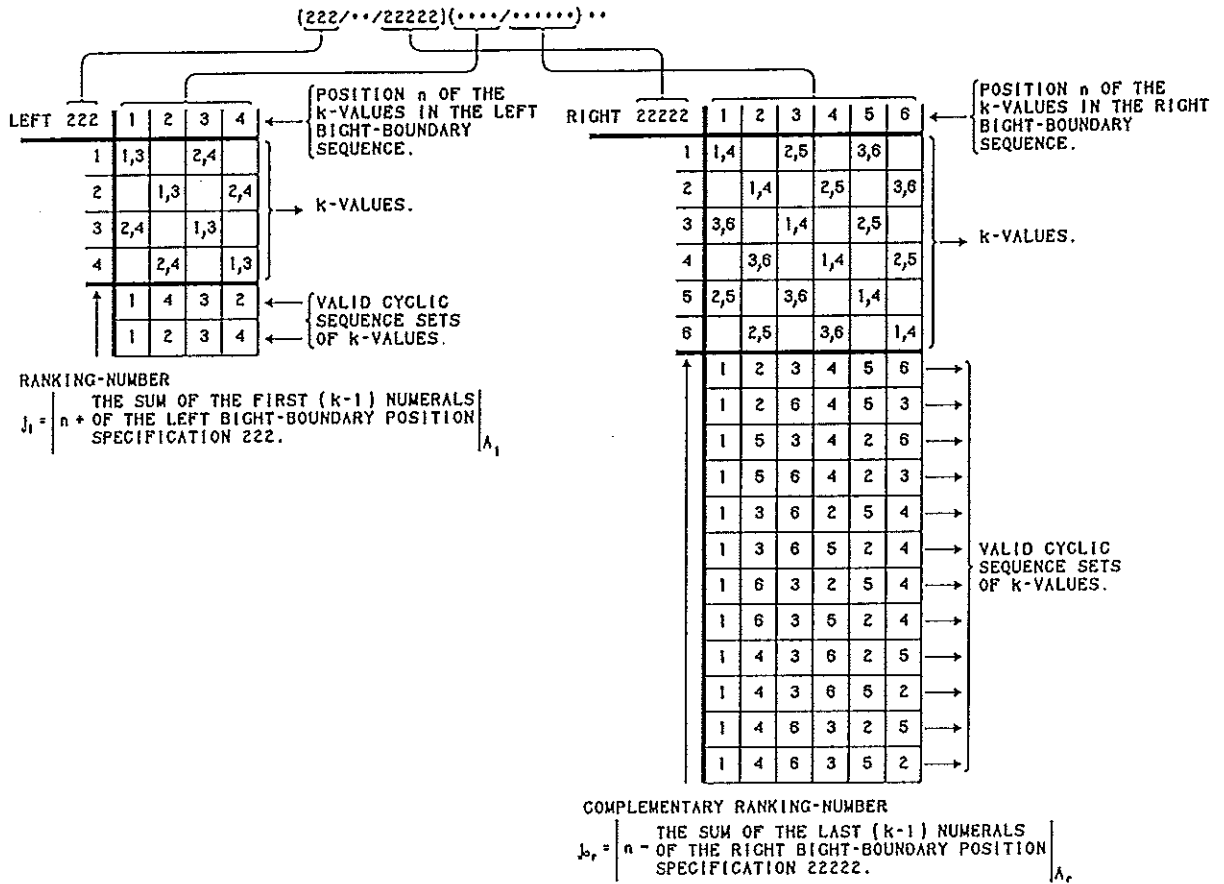 (222/··/22222)(····/······)··
LEFT 222 1 2 3 4
POSITION n OF THE
k-VALUES IN THE LEFT
BIGHT-BOUNDARY
SEQUENCE.
1 1,3 2,4
2 1,3 2,4
3 2,4 1,3
4 2,4 1,3
k-VALUES.
1 4 3 2
1 2 3 4
VALID CYCLIC
SEQUENCE SETS
OF k-VALUES.
RANKING-NUMBER
THE SUM OF THE FIRST (k-1) NUMERALS
j₁ = | n + OF THE LEFT BIGHT-BOUNDARY POSITION
SPECIFICATION 222. | A₁
RIGHT 22222 1 2 3 4 5 6
POSITION n OF THE
k-VALUES IN THE RIGHT
BIGHT-BOUNDARY
SEQUENCE.
1 1,4 2,5 3,6
2 1,4 2,5 3,6
3 3,6 1,4 2,5
4 3,6 1,4 2,5
5 2,5 3,6 1,4
6 2,5 3,6 1,4
k-VALUES.
1 2 3 4 5 6
1 2 6 4 5 3
1 5 3 4 2 6
1 5 6 4 2 3
1 3 6 2 5 4
1 3 6 5 2 4
1 6 3 2 5 4
1 6 3 5 2 4
1 4 3 6 2 5
1 4 3 6 5 2
1 4 6 3 2 5
1 4 6 3 5 2
VALID CYCLIC
SEQUENCE SETS
OF k-VALUES.
COMPLEMENTARY RANKING-NUMBER
THE SUM OF THE LAST (k-1) NUMERALS
= | n - OF THE RIGHT BIGHT-BOUNDARY POSITION
SPECIFICATION 22222. | Aᵣ